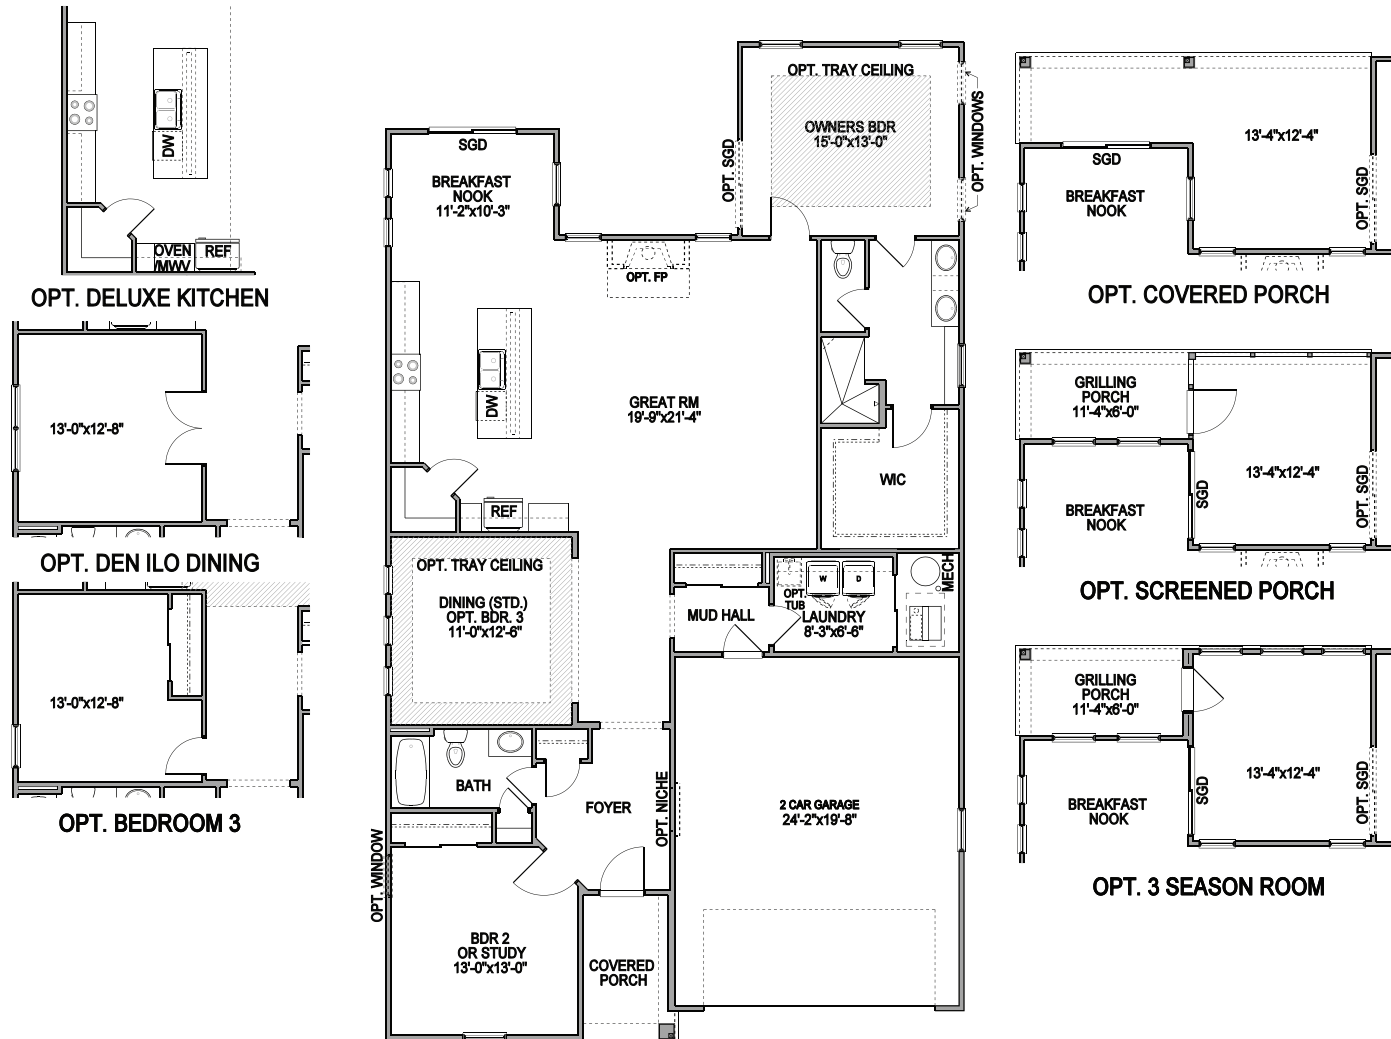 DW
OVEN
/MWV
REF
OPT. DELUXE KITCHEN
13'-0"x12'-8"
OPT. DEN ILO DINING
13'-0"x12'-8"
OPT. BEDROOM 3
OPT. TRAY CEILING
OWNERS BDR
15'-0"x13'-0"
OPT. SGD
OPT. WINDOWS
SGD
BREAKFAST
NOOK
11'-2"x10'-3"
OPT. FP
DW
GREAT RM
19'-9"x21'-4"
WIC
REF
OPT. TRAY CEILING
DINING (STD.)
OPT. BDR. 3
11'-0"x12'-6"
MUD HALL
W
D
OPT.
TUB
LAUNDRY
8'-3"x6'-6"
MECH
BATH
FOYER
OPT. NICHE
2 CAR GARAGE
24'-2"x19'-8"
OPT. WINDOW
BDR 2
OR STUDY
13'-0"x13'-0"
COVERED
PORCH
13'-4"x12'-4"
SGD
OPT. SGD
BREAKFAST
NOOK
OPT. COVERED PORCH
GRILLING
PORCH
11'-4"x6'-0"
13'-4"x12'-4"
SGD
OPT. SGD
BREAKFAST
NOOK
OPT. SCREENED PORCH
GRILLING
PORCH
11'-4"x6'-0"
13'-4"x12'-4"
SGD
OPT. SGD
BREAKFAST
NOOK
OPT. 3 SEASON ROOM